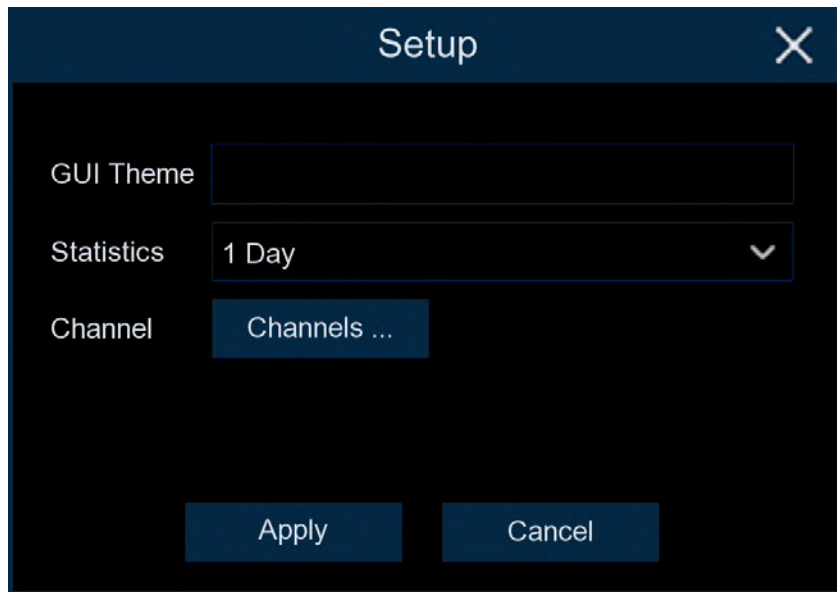 Setup
GUI Theme
Statistics 1 Day
Channel Channels ...
Apply Cancel